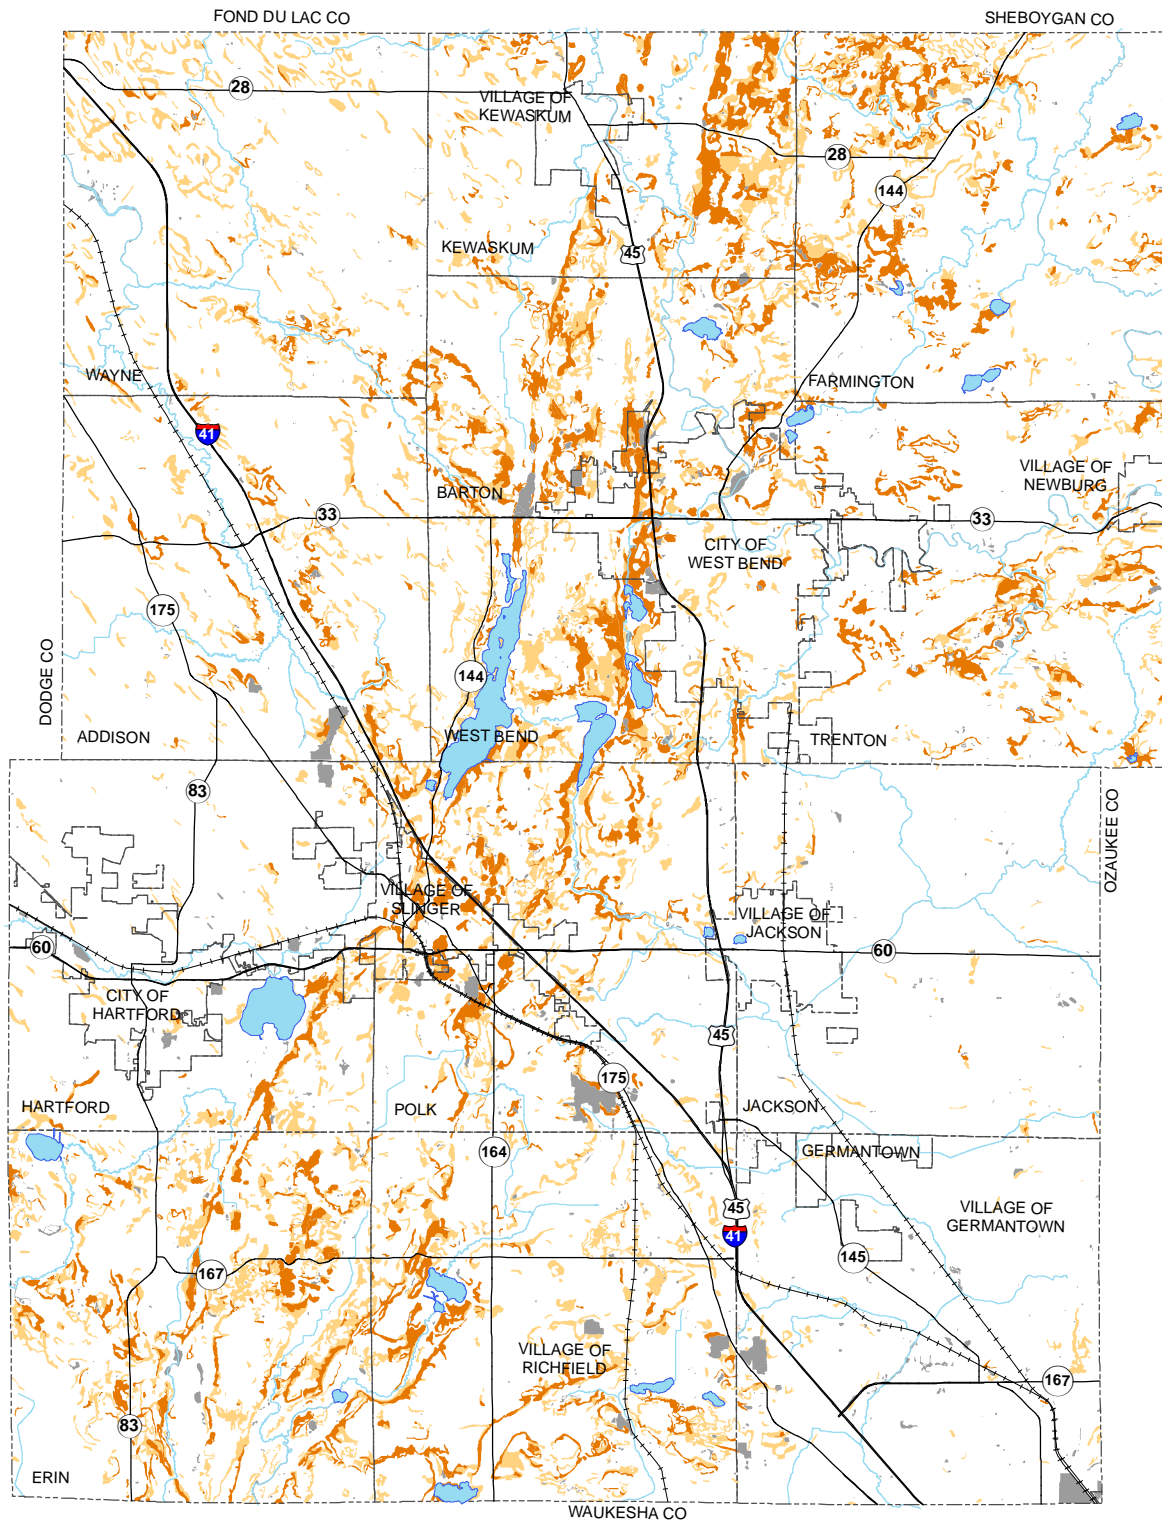 FOND DU LAC CO
SHEBOYGAN CO
28
VILLAGE OF
KEWASKUM
28
144
KEWASKUM
45
WAYNE
FARMINGTON
41
VILLAGE OF
NEWBURG
BARTON
33
33
CITY OF
WEST BEND
175
DODGE CO
144
ADDISON
WEST BEND
TRENTON
83
OZAUKEE CO
VILLAGE OF
SLINGER
VILLAGE OF
JACKSON
60
60
CITY OF
HARTFORD
45
175
HARTFORD
POLK
JACKSON
164
GERMANTOWN
45
VILLAGE OF
GERMANTOWN
41
145
167
VILLAGE OF
RICHFIELD
167
83
ERIN
WAUKESHA CO